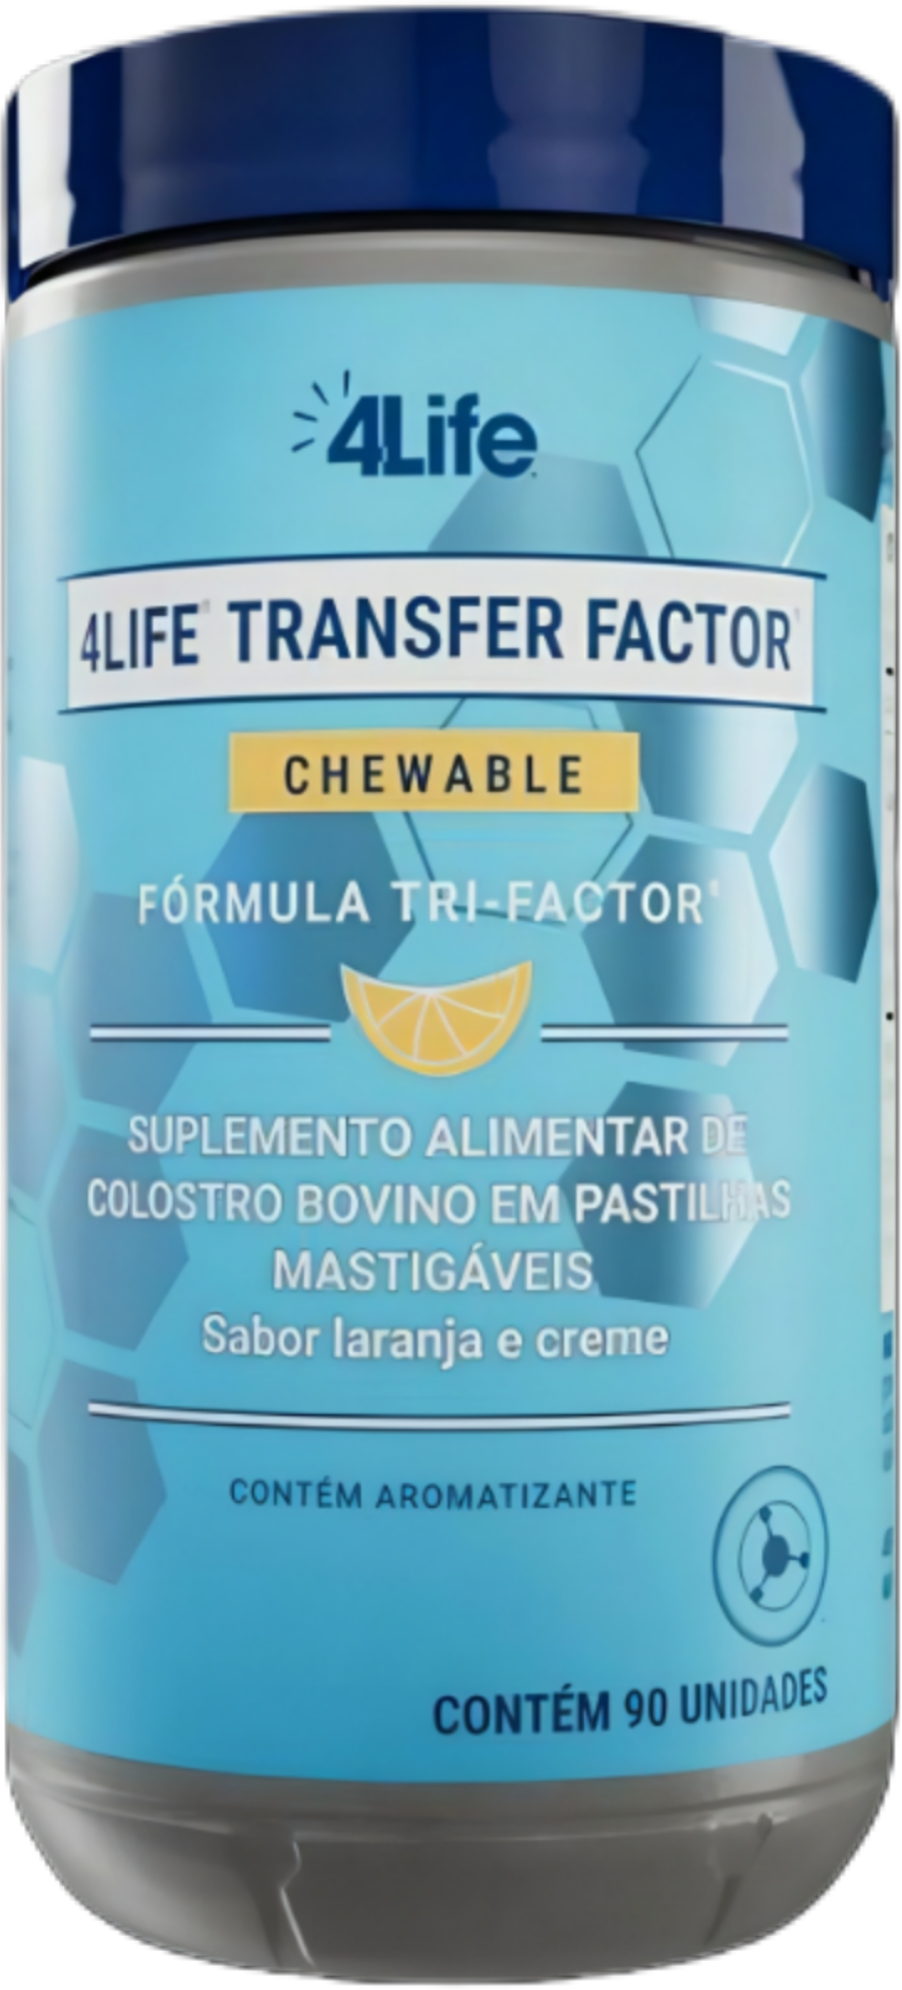 4Life
4LIFE® TRANSFER FACTOR®
CHEWABLE
FÓRMULA TRI-FACTOR®
SUPLEMENTO ALIMENTAR DE
COLOSTRO BOVINO EM PASTILHAS
MASTIGÁVEIS
Sabor laranja e creme
CONTÉM AROMATIZANTE
CONTÉM 90 UNIDADES